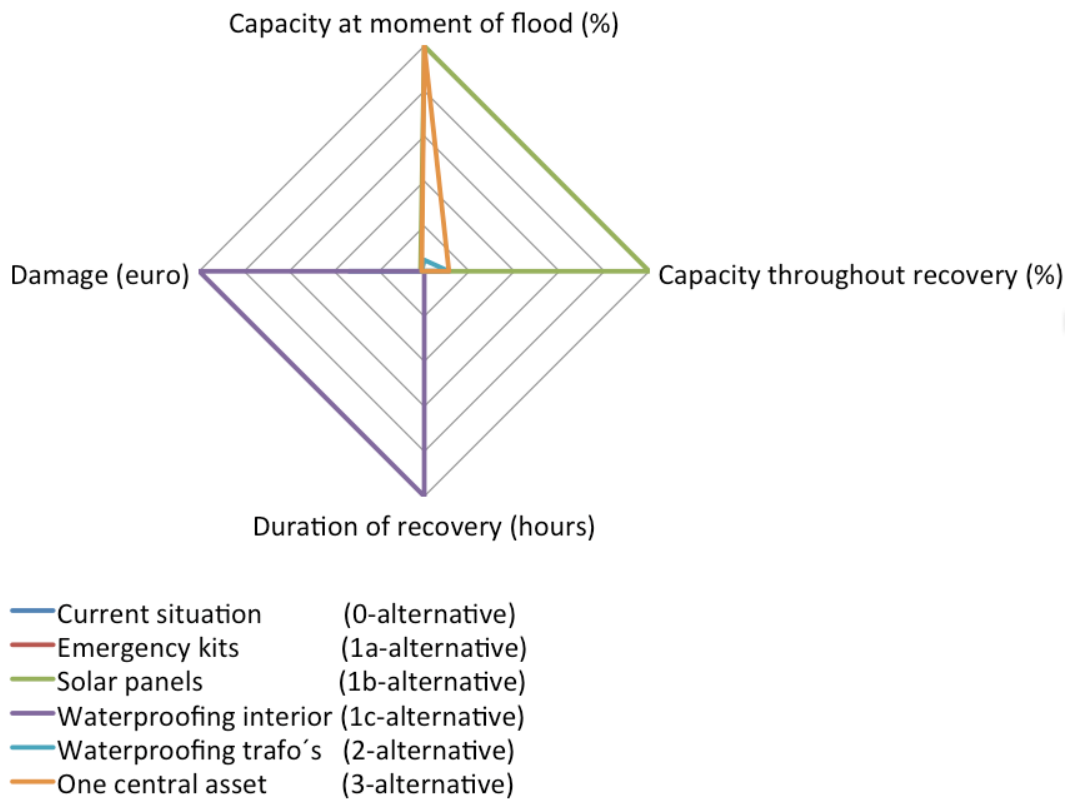 Capacity at moment of flood (%)
Damage (euro)
Capacity throughout recovery (%)
Duration of recovery (hours)
Current situation (0-alternative)
Emergency kits (1a-alternative)
Solar panels (1b-alternative)
Waterproofing interior (1c-alternative)
Waterproofing trafo´s (2-alternative)
One central asset (3-alternative)